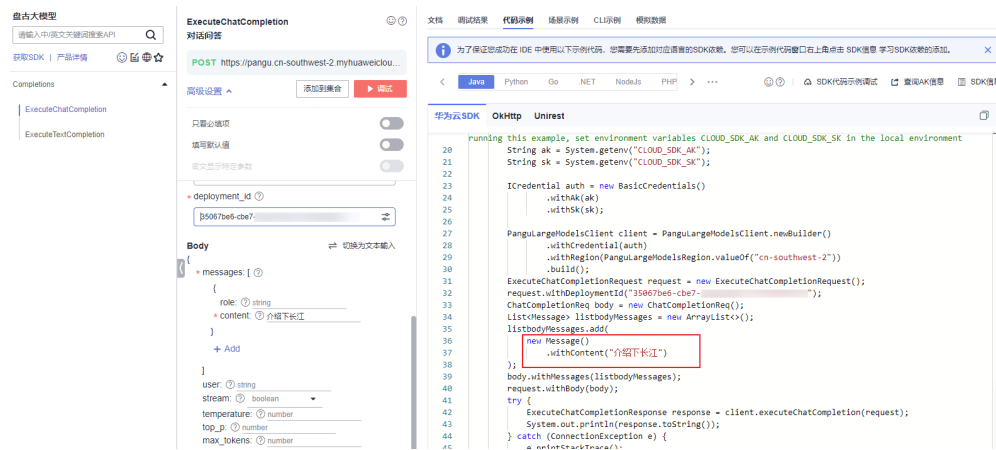 盘古大模型
请输入中/英文关键词搜索API
获取SDK | 产品详情
Completions
ExecuteChatCompletion
ExecuteTextCompletion
ExecuteChatCompletion
对话问答
POST https://pangu.cn-southwest-2.myhuaweiclou...
高级设置
添加到集合
调试
只看必填项
填写默认值
* deployment_id
35067be6-cbe7-
Body
切换为文本输入
{
* messages: [
{
role: string
* content: 介绍下长江
}
+ Add
]
user: string
stream: boolean
temperature: number
top_p: number
max_tokens: number
文档 调试结果 代码示例 场景示例 CLI示例 模拟数据
为了保证您成功在 IDE 中使用以下示例代码，您需要先添加对应语言的SDK依赖。您可以在示例代码窗口右上角点击 SDK信息 学习SDK依赖的添加。
Java Python Go .NET NodeJs PHP ...
SDK代码示例调试 查阅AK信息 SDK信
华为云SDK OkHttp Unirest
running this example, set environment variables CLOUD_SDK_AK and CLOUD_SDK_SK in the local environment
20 String ak = System.getenv("CLOUD_SDK_AK");
21 String sk = System.getenv("CLOUD_SDK_SK");
22
23 ICredential auth = new BasicCredentials()
24 .withAk(ak)
25 .withSk(sk);
26
27 PanguLargeModelsClient client = PanguLargeModelsClient.newBuilder()
28 .withCredential(auth)
29 .withRegion(PanguLargeModelsRegion.valueOf("cn-southwest-2"))
30 .build();
31 ExecuteChatCompletionRequest request = new ExecuteChatCompletionRequest();
32 request.withDeploymentId("35067be6-cbe7- ");
33 ChatCompletionReq body = new ChatCompletionReq();
34 List<Message> listbodyMessages = new ArrayList<>();
35 listbodyMessages.add(
36 new Message()
37 .withContent("介绍下长江")
38 );
39 body.withMessages(listbodyMessages);
40 request.withBody(body);
41 try {
42 ExecuteChatCompletionResponse response = client.executeChatCompletion(request);
43 System.out.println(response.toString());
44 } catch (ConnectionException e) {
45 e.printStackTrace();